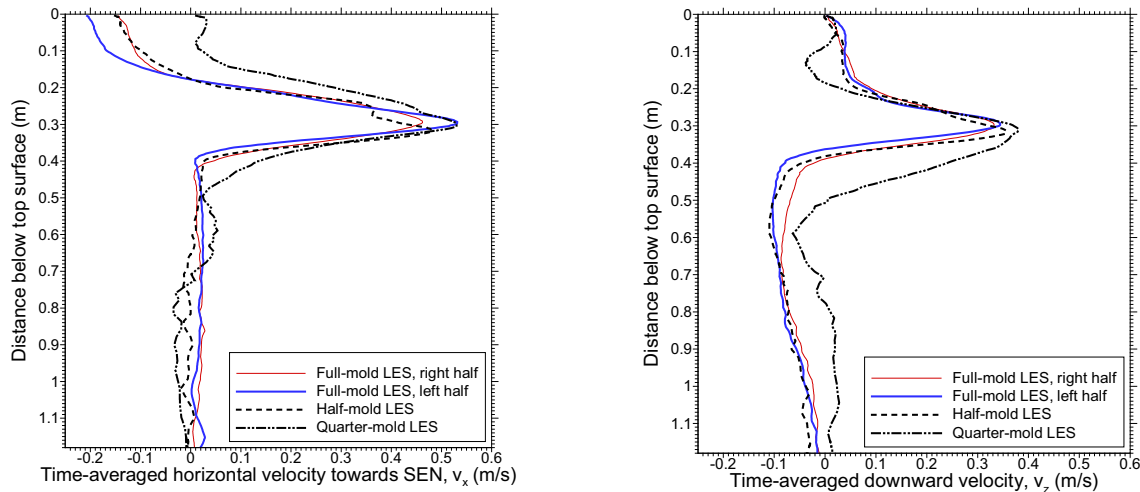 0
0.1
0.2
0.3
0.4
0.5
0.6
0.7
0.8
0.9
1
1.1
Distance below top surface (m)
Full-mold LES, right half
Full-mold LES, left half
Half-mold LES
Quarter-mold LES
-0.2 -0.1 0 0.1 0.2 0.3 0.4 0.5 0.6
Time-averaged horizontal velocity towards SEN, vx (m/s)
0
0.1
0.2
0.3
0.4
0.5
0.6
0.7
0.8
0.9
1
1.1
Distance below top surface (m)
Full-mold LES, right half
Full-mold LES, left half
Half-mold LES
Quarter-mold LES
-0.2 -0.1 0 0.1 0.2 0.3 0.4 0.5 0.6
Time-averaged downward velocity, vz (m/s)